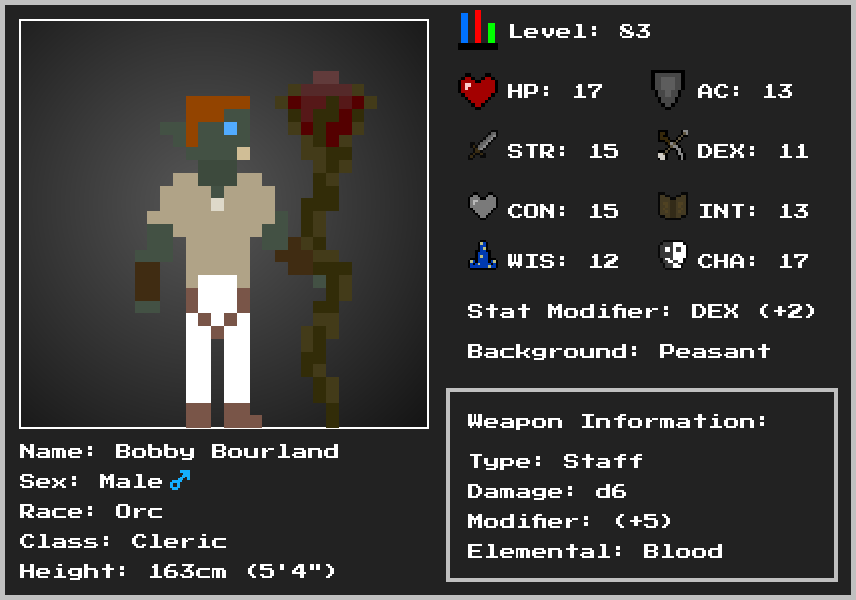 Level: 83
HP: 17 AC: 13
STR: 15 DEX: 11
CON: 15 INT: 13
WIS: 12 CHA: 17
Stat Modifier: DEX (+2)
Background: Peasant
Weapon Information:
Type: Staff
Damage: d6
Modifier: (+5)
Elemental: Blood
Name: Bobby Bourland
Sex: Male ♂
Race: Orc
Class: Cleric
Height: 163cm (5'4")